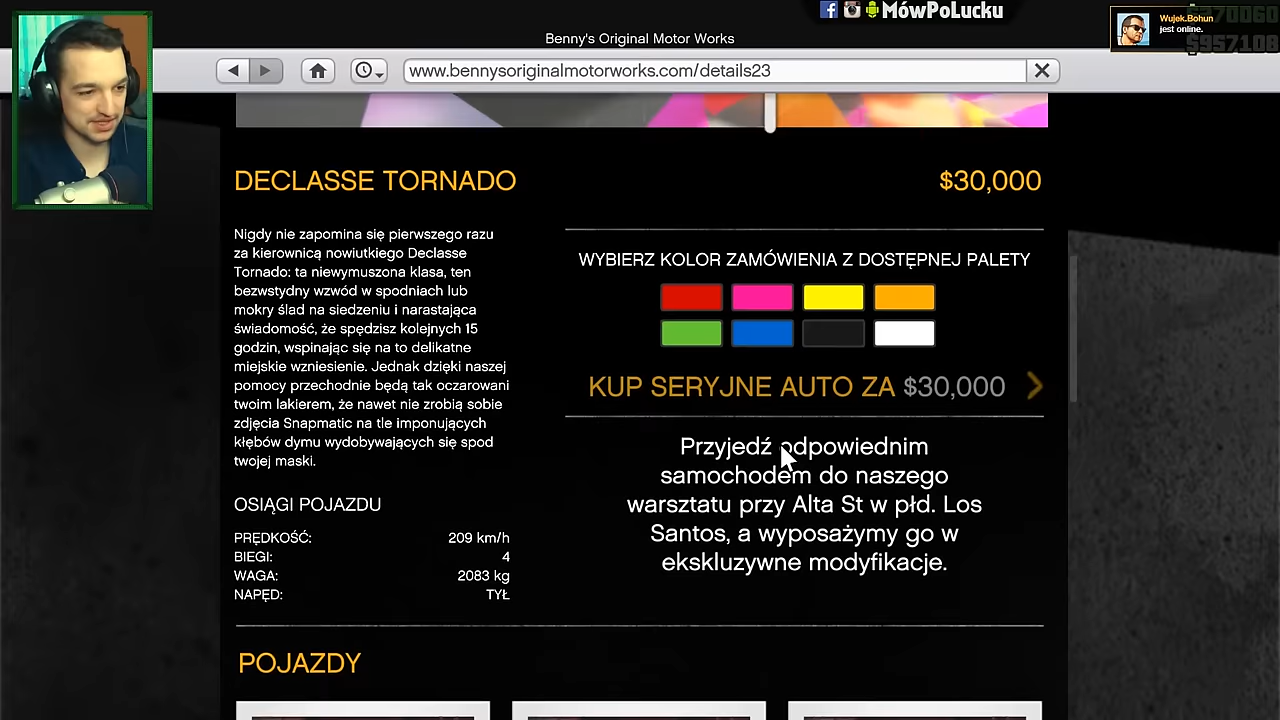 MówPoLucku
Wujek.Bohun
jest online.
$957108
Benny's Original Motor Works
www.bennysoriginalmotorworks.com/details23
DECLASSE TORNADO
$30,000
Nigdy nie zapomina się pierwszego razu
za kierownicą nowiutkiego Declasse
Tornado: ta niewymuszona klasa, ten
bezwstydny wzwód w spodniach lub
mokry ślad na siedzeniu i narastająca
świadomość, że spędzisz kolejnych 15
godzin, wspinając się na to delikatne
miejskie wzniesienie. Jednak dzięki naszej
pomocy przechodnie będą tak oczarowani
twoim lakierem, że nawet nie zrobią sobie
zdjęcia Snapmatic na tle imponujących
kłębów dymu wydobywających się spod
twojej maski.
OSIĄGI POJAZDU
PRĘDKOŚĆ: 209 km/h
BIEGI: 4
WAGA: 2083 kg
NAPĘD: TYŁ
WYBIERZ KOLOR ZAMÓWIENIA Z DOSTĘPNEJ PALETY
KUP SERYJNE AUTO ZA $30,000
Przyjedź odpowiednim
samochodem do naszego
warsztatu przy Alta St w płd. Los
Santos, a wyposażymy go w
ekskluzywne modyfikacje.
POJAZDY